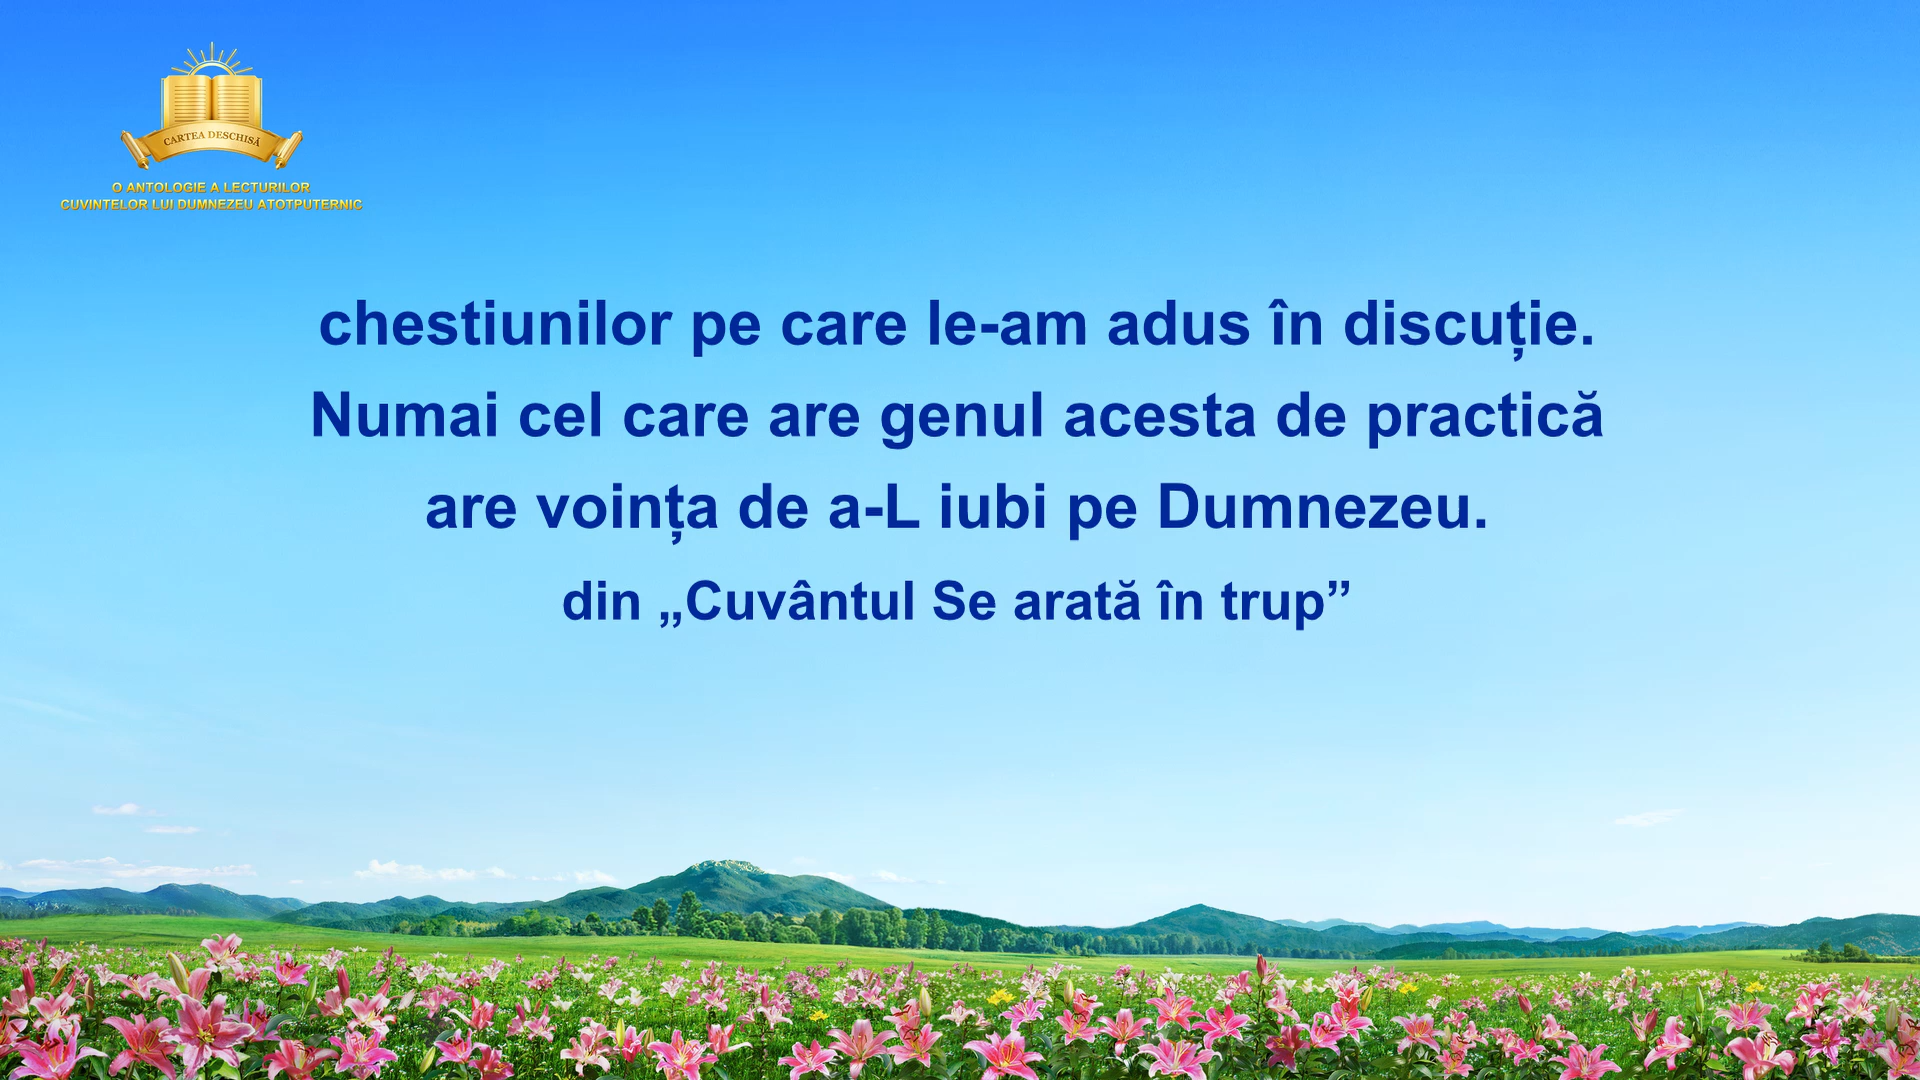 CARTEA DESCHISĂ
O ANTOLOGIE A LECTURILOR
CUVINTELOR LUI DUMNEZEU ATOTPUTERNIC
chestiunilor pe care le-am adus în discuție.
Numai cel care are genul acesta de practică
are voința de a-L iubi pe Dumnezeu.
din „Cuvântul Se arată în trup”